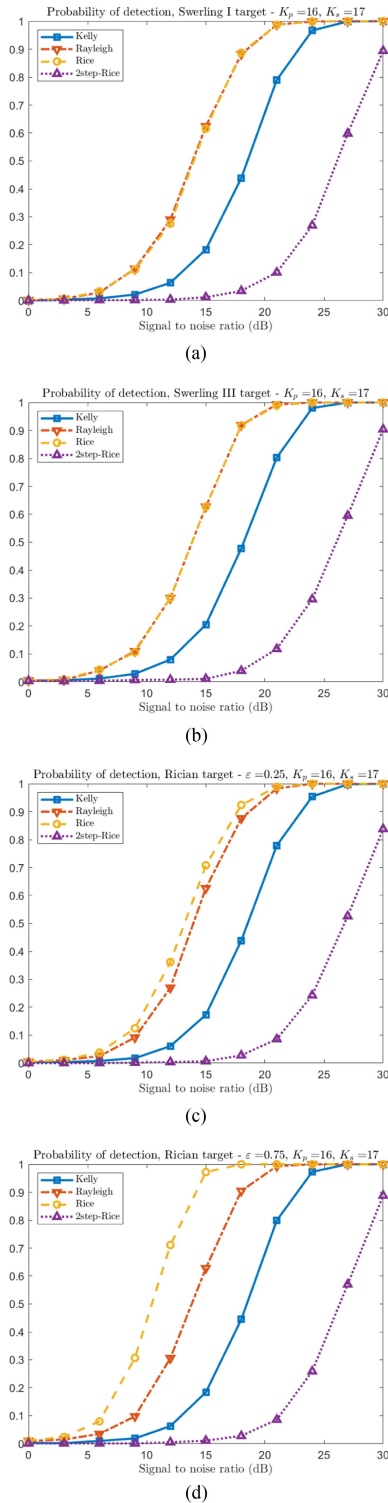 Probability of detection, Swerling I target - Kp =16, Ks =17
1
0.9
0.8
0.7
0.6
0.5
0.4
0.3
0.2
0.1
0
Kelly
Rayleigh
Rice
2step-Rice
0 5 10 15 20 25 30
Signal to noise ratio (dB)
(a)
Probability of detection, Swerling III target - Kp =16, Ks =17
1
0.9
0.8
0.7
0.6
0.5
0.4
0.3
0.2
0.1
0
Kelly
Rayleigh
Rice
2step-Rice
0 5 10 15 20 25 30
Signal to noise ratio (dB)
(b)
Probability of detection, Rician target - ε =0.25, Kp =16, Ks =17
1
0.9
0.8
0.7
0.6
0.5
0.4
0.3
0.2
0.1
0
Kelly
Rayleigh
Rice
2step-Rice
0 5 10 15 20 25 30
Signal to noise ratio (dB)
(c)
Probability of detection, Rician target - ε =0.75, Kp =16, Ks =17
1
0.9
0.8
0.7
0.6
0.5
0.4
0.3
0.2
0.1
0
Kelly
Rayleigh
Rice
2step-Rice
0 5 10 15 20 25 30
Signal to noise ratio (dB)
(d)